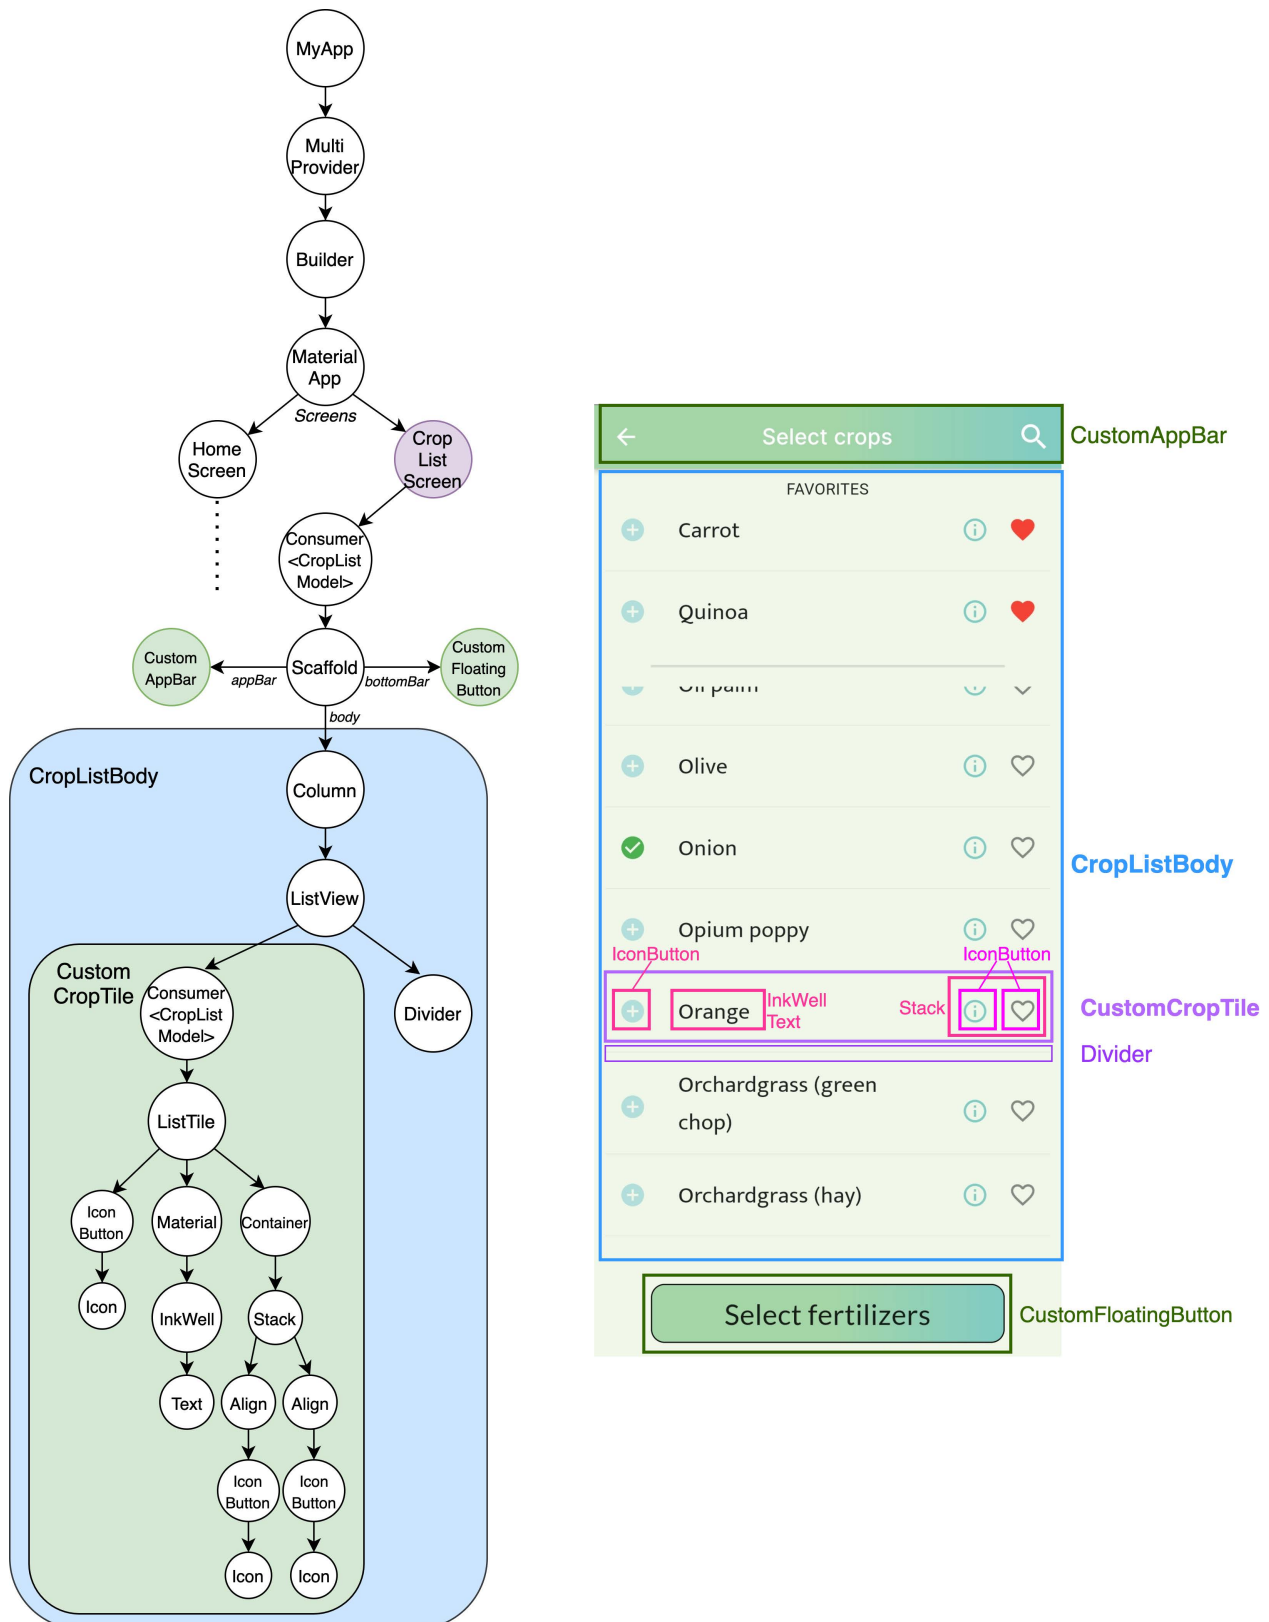 MyApp
Multi
Provider
Builder
Material
App
Screens
Home
Screen
Crop
List
Screen
Consumer
<CropList
Model>
Custom
AppBar
appBar
Scaffold
bottomBar
Custom
Floating
Button
body
CropListBody
Column
ListView
Custom
CropTile
Consumer
<CropList
Model>
Divider
ListTile
Icon
Button
Material
Container
Icon
InkWell
Stack
Text
Align
Align
Icon
Button
Icon
Button
Icon
Icon
Select crops
CustomAppBar
FAVORITES
Carrot
Quinoa
Oil palm
Olive
Onion
CropListBody
Opium poppy
IconButton
IconButton
Orange
InkWell
Text
Stack
CustomCropTile
Divider
Orchardgrass (green
chop)
Orchardgrass (hay)
Select fertilizers
CustomFloatingButton